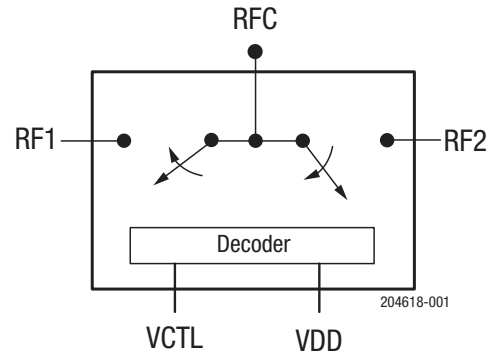 RFC
RF1
RF2
Decoder
204618-001
VCTL
VDD